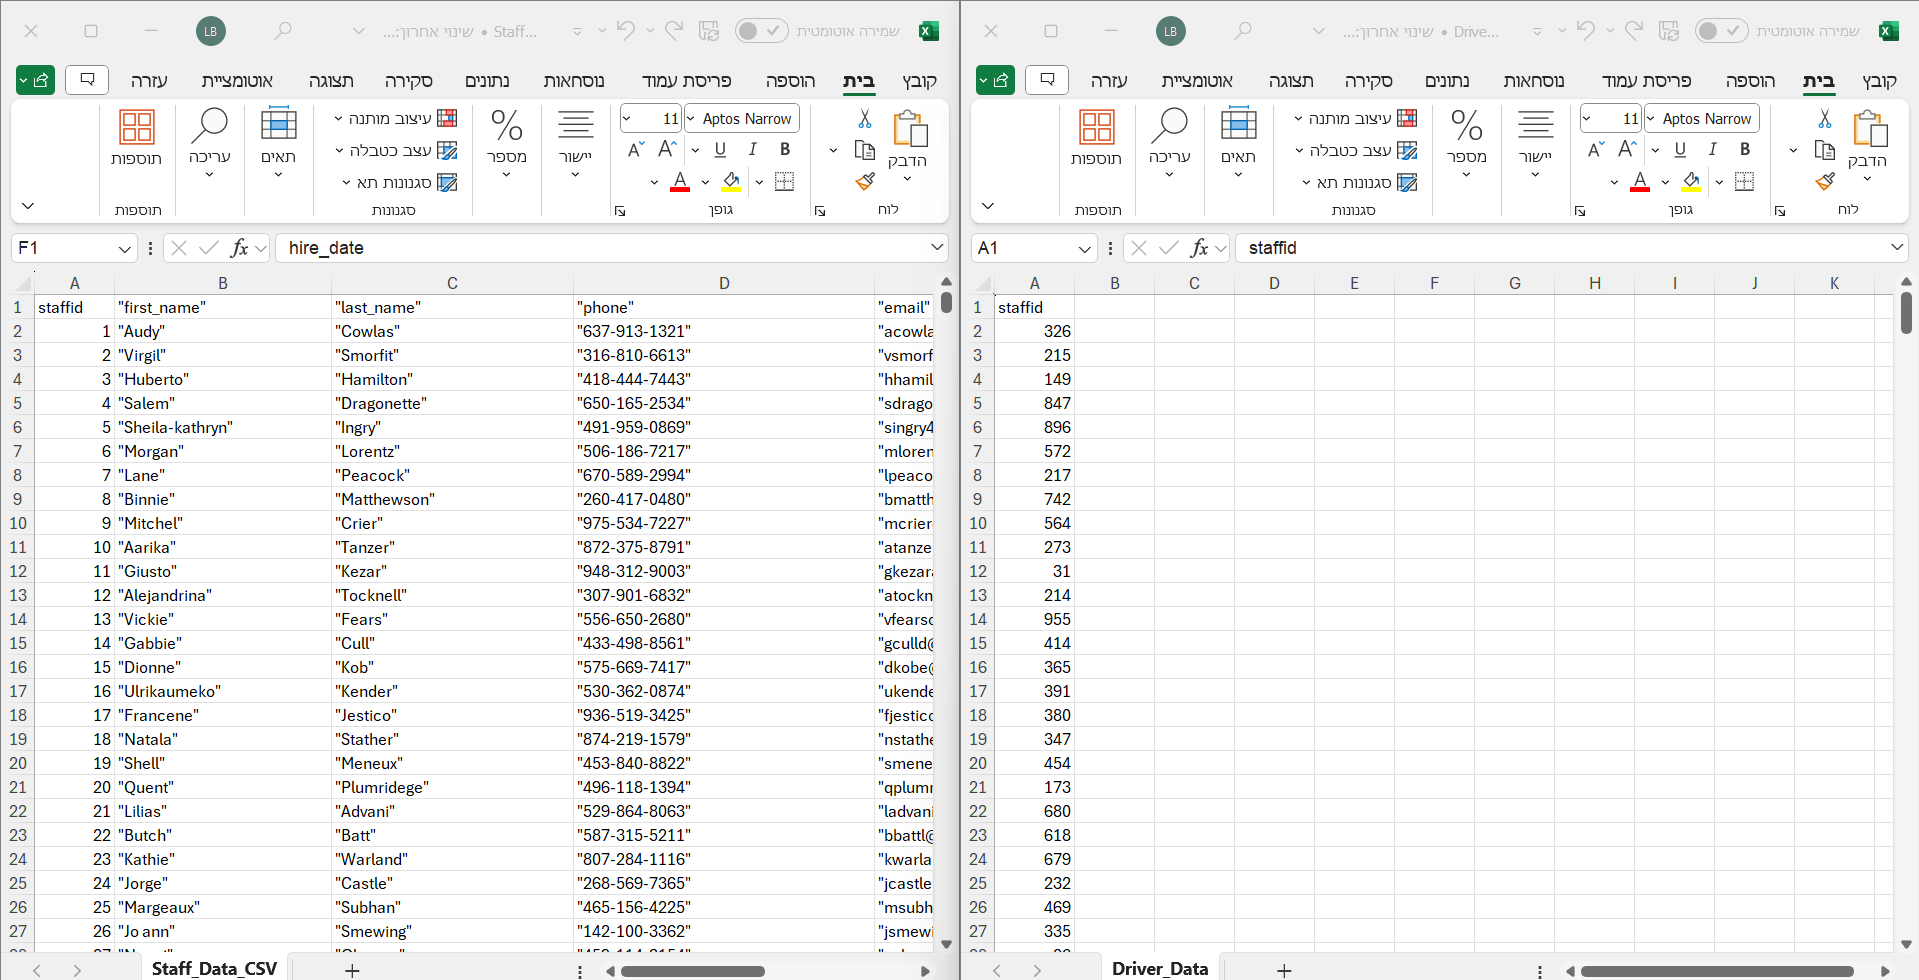 LB
Staff... • שינוי אחרון:...
שמירה אוטומטית
קובץ בית הוספה פריסת עמוד נוסחאות נתונים סקירה תצוגה אוטומציית עזרה
הדבק
לוח
Aptos Narrow 11
B I U A A
A
גופן
יישור
% מספר
עיצוב מותנה
עצב כטבלה
סגנונות תא
סגנונות
תאים
עריכה
תוספות
תוספות
F1 fx hire_date
A B C D
1 staffid "first_name" "last_name" "phone" "email"
2 1 "Audy" "Cowlas" "637-913-1321" "acowla
3 2 "Virgil" "Smorfit" "316-810-6613" "vsmorf
4 3 "Huberto" "Hamilton" "418-444-7443" "hhamil
5 4 "Salem" "Dragonette" "650-165-2534" "sdrago
6 5 "Sheila-kathryn" "Ingry" "491-959-0869" "singry4
7 6 "Morgan" "Lorentz" "506-186-7217" "mloren
8 7 "Lane" "Peacock" "670-589-2994" "lpeaco
9 8 "Binnie" "Matthewson" "260-417-0480" "bmatth
10 9 "Mitchel" "Crier" "975-534-7227" "mcrier
11 10 "Aarika" "Tanzer" "872-375-8791" "atanze
12 11 "Giusto" "Kezar" "948-312-9003" "gkezara
13 12 "Alejandrina" "Tocknell" "307-901-6832" "atockn
14 13 "Vickie" "Fears" "556-650-2680" "vfearsc
15 14 "Gabbie" "Cull" "433-498-8561" "gculld@
16 15 "Dionne" "Kob" "575-669-7417" "dkobe@
17 16 "Ulrikaumeko" "Kender" "530-362-0874" "ukende
18 17 "Francene" "Jestico" "936-519-3425" "fjestico
19 18 "Natala" "Stather" "874-219-1579" "nstathe
20 19 "Shell" "Meneux" "453-840-8822" "smene
21 20 "Quent" "Plumridege" "496-118-1394" "qplumr
22 21 "Lilias" "Advani" "529-864-8063" "ladvani
23 22 "Butch" "Batt" "587-315-5211" "bbattl@
24 23 "Kathie" "Warland" "807-284-1116" "kwarla
25 24 "Jorge" "Castle" "268-569-7365" "jcastle
26 25 "Margeaux" "Subhan" "465-156-4225" "msubh
27 26 "Jo ann" "Smewing" "142-100-3362" "jsmewi
Staff_Data_CSV
LB
Drive... • שינוי אחרון:...
שמירה אוטומטית
קובץ בית הוספה פריסת עמוד נוסחאות נתונים סקירה תצוגה אוטומציית עזרה
הדבק
לוח
Aptos Narrow 11
B I U A A
A
גופן
יישור
% מספר
עיצוב מותנה
עצב כטבלה
סגנונות תא
סגנונות
תאים
עריכה
תוספות
תוספות
A1 fx staffid
A B C D E F G H I J K
1 staffid
2 326
3 215
4 149
5 847
6 896
7 572
8 217
9 742
10 564
11 273
12 31
13 214
14 955
15 414
16 365
17 391
18 380
19 347
20 454
21 173
22 680
23 618
24 679
25 232
26 469
27 335
Driver_Data